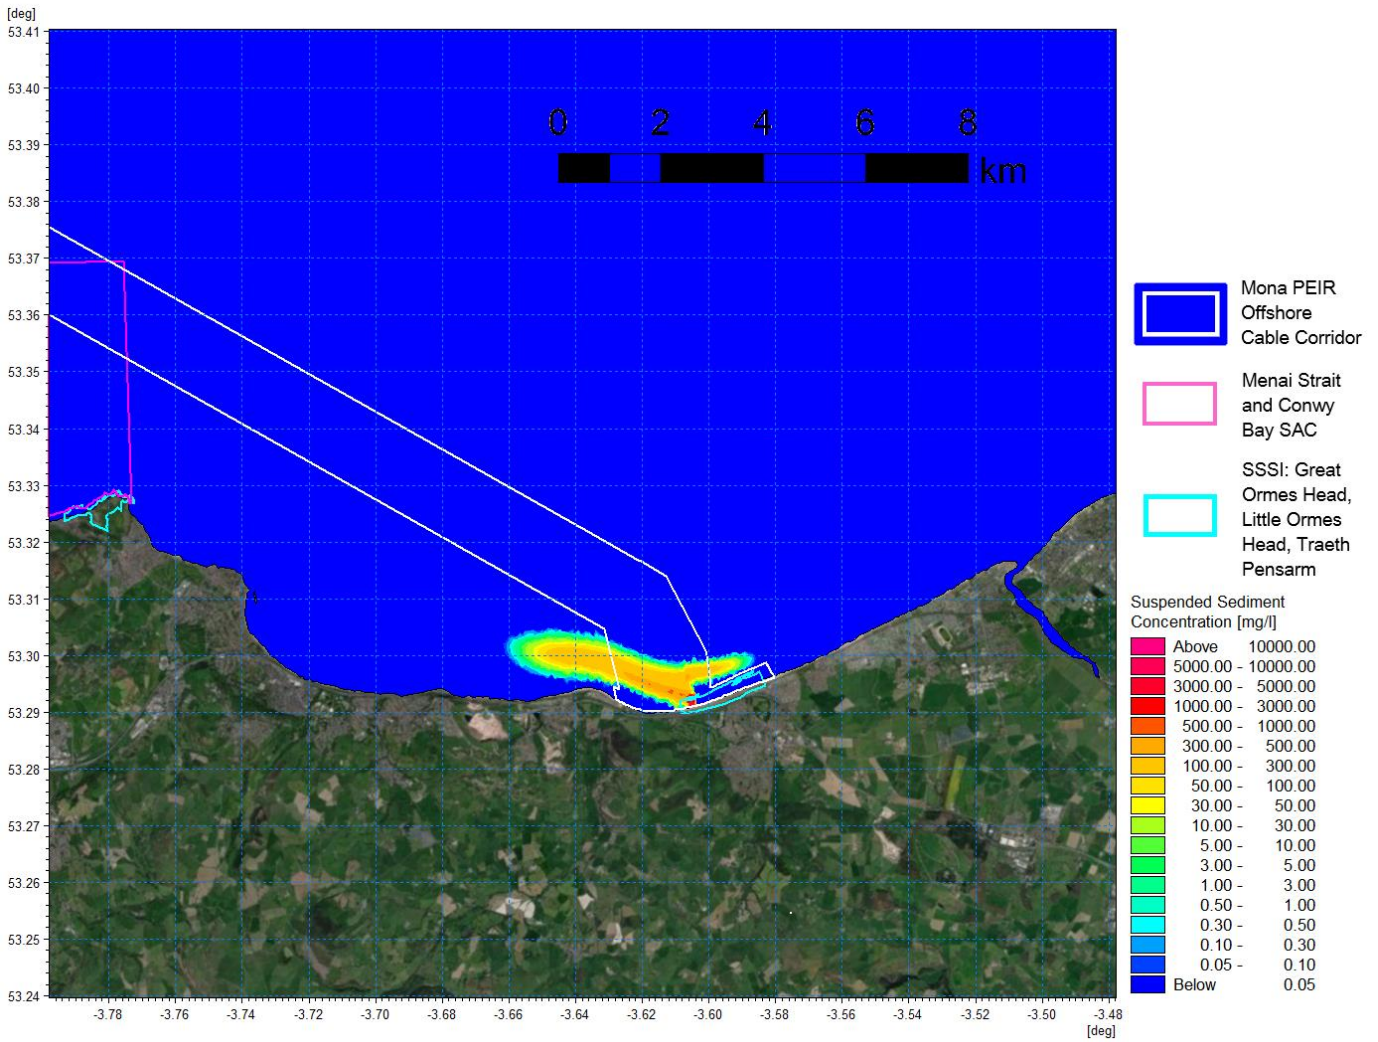 [deg]
53.41
53.40
53.39
53.38
53.37
53.36
53.35
53.34
53.33
53.32
53.31
53.30
53.29
53.28
53.27
53.26
53.25
53.24
0 2 4 6 8
km
-3.78 -3.76 -3.74 -3.72 -3.70 -3.68 -3.66 -3.64 -3.62 -3.60 -3.58 -3.56 -3.54 -3.52 -3.50 -3.48
[deg]
Mona PEIR
Offshore
Cable Corridor
Menai Strait
and Conwy
Bay SAC
SSSI: Great
Ormes Head,
Little Ormes
Head, Traeth
Pensarm
Suspended Sediment
Concentration [mg/l]
Above 10000.00
5000.00 - 10000.00
3000.00 - 5000.00
1000.00 - 3000.00
500.00 - 1000.00
300.00 - 500.00
100.00 - 300.00
50.00 - 100.00
30.00 - 50.00
10.00 - 30.00
5.00 - 10.00
3.00 - 5.00
1.00 - 3.00
0.50 - 1.00
0.30 - 0.50
0.10 - 0.30
0.05 - 0.10
Below 0.05